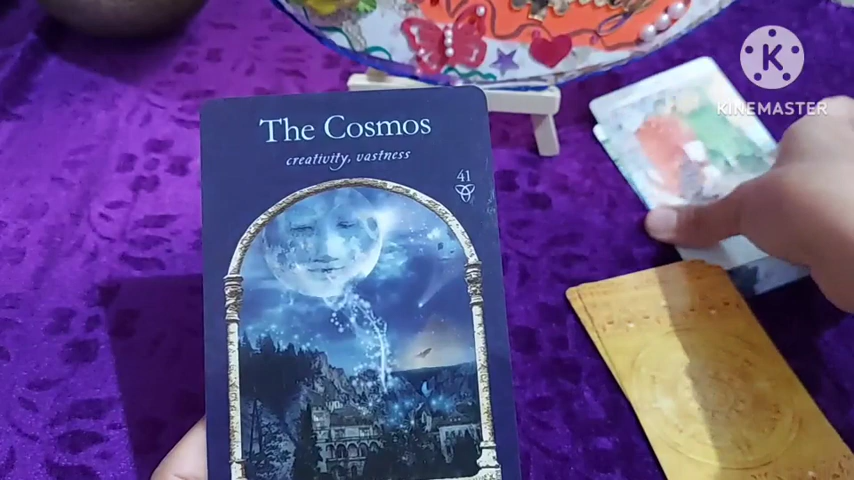 The Cosmos
creativity, vastness
41
K
KINEMASTER